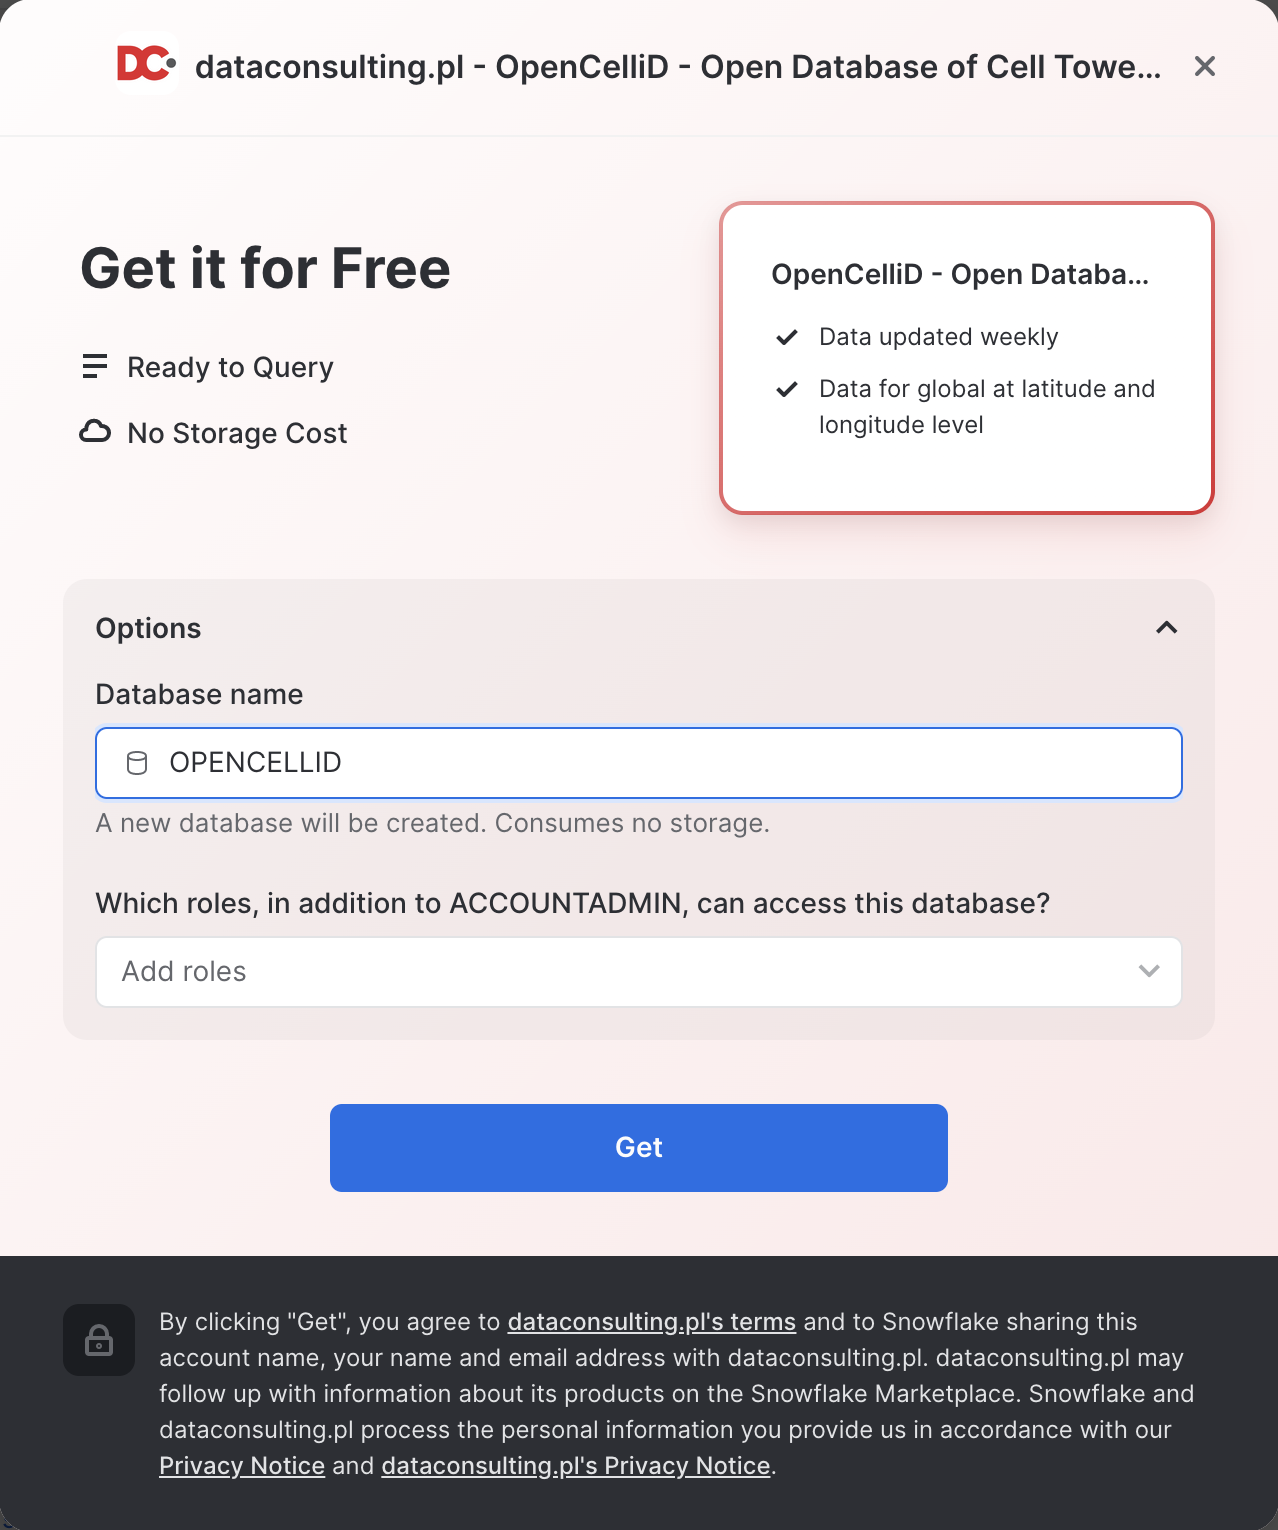 DC
dataconsulting.pl - OpenCelliD - Open Database of Cell Towe...
Get it for Free
Ready to Query
No Storage Cost
OpenCelliD - Open Databa...
Data updated weekly
Data for global at latitude and
longitude level
Options
Database name
OPENCELLID
A new database will be created. Consumes no storage.
Which roles, in addition to ACCOUNTADMIN, can access this database?
Add roles
Get
By clicking "Get", you agree to dataconsulting.pl's terms and to Snowflake sharing this
account name, your name and email address with dataconsulting.pl. dataconsulting.pl may
follow up with information about its products on the Snowflake Marketplace. Snowflake and
dataconsulting.pl process the personal information you provide us in accordance with our
Privacy Notice and dataconsulting.pl's Privacy Notice.